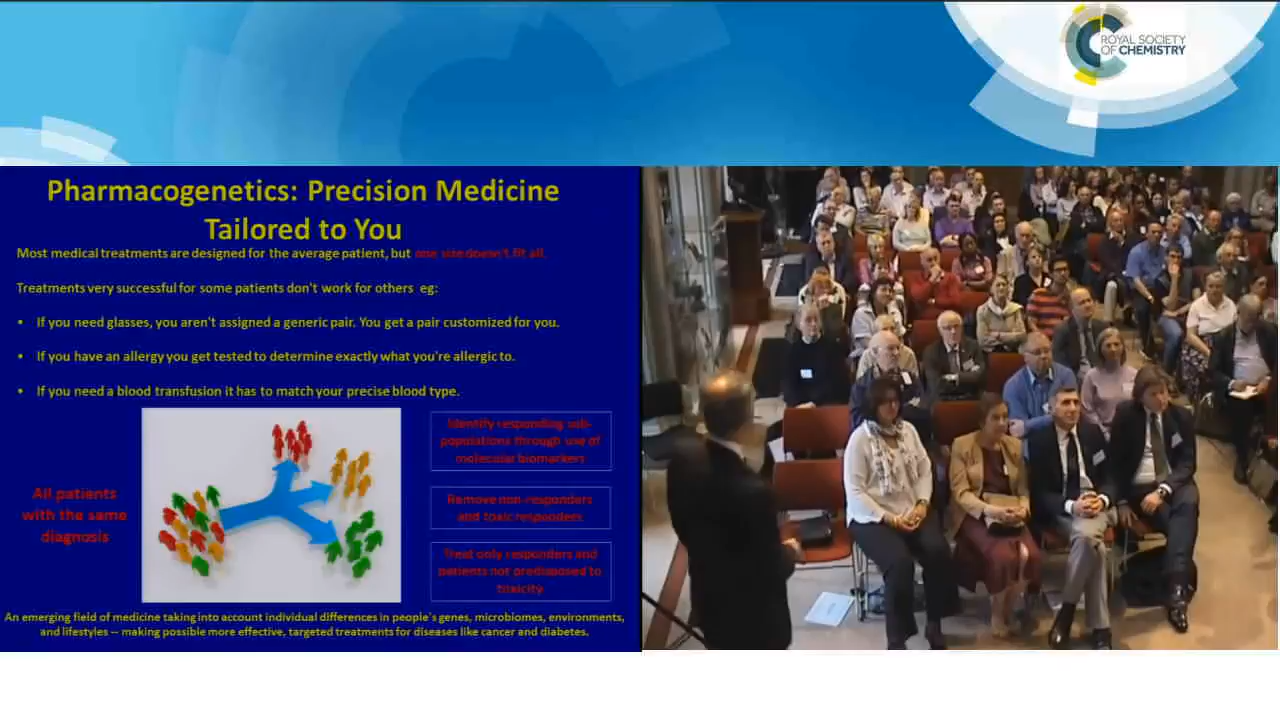 ROYAL SOCIETY
OF CHEMISTRY
Pharmacogenetics: Precision Medicine
Tailored to You
Most medical treatments are designed for the average patient, but one size doesn't fit all.
Treatments very successful for some patients don't work for others eg:
• If you need glasses, you aren't assigned a generic pair. You get a pair customized for you.
• If you have an allergy you get tested to determine exactly what you're allergic to.
• If you need a blood transfusion it has to match your precise blood type.
All patients
with the same
diagnosis
Identify responding sub-
populations through use of
molecular biomarkers
Remove non-responders
and toxic responders
Treat only responders and
patients not predisposed to
toxicity
An emerging field of medicine taking into account individual differences in people's genes, microbiomes, environments,
and lifestyles -- making possible more effective, targeted treatments for diseases like cancer and diabetes.